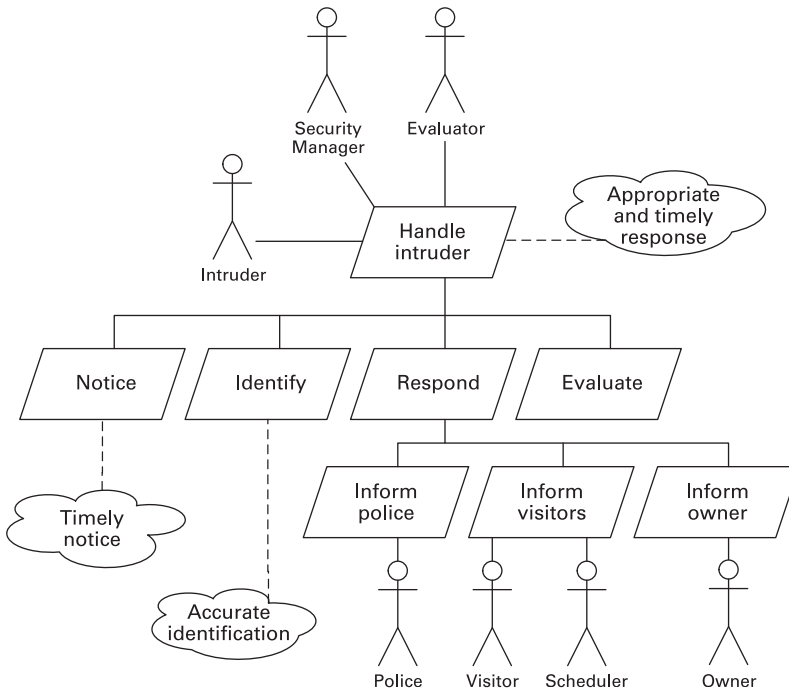 Security
Manager
Evaluator
Intruder
Handle
intruder
Appropriate
and timely
response
Notice
Identify
Respond
Evaluate
Timely
notice
Accurate
identification
Inform
police
Inform
visitors
Inform
owner
Police
Visitor
Scheduler
Owner